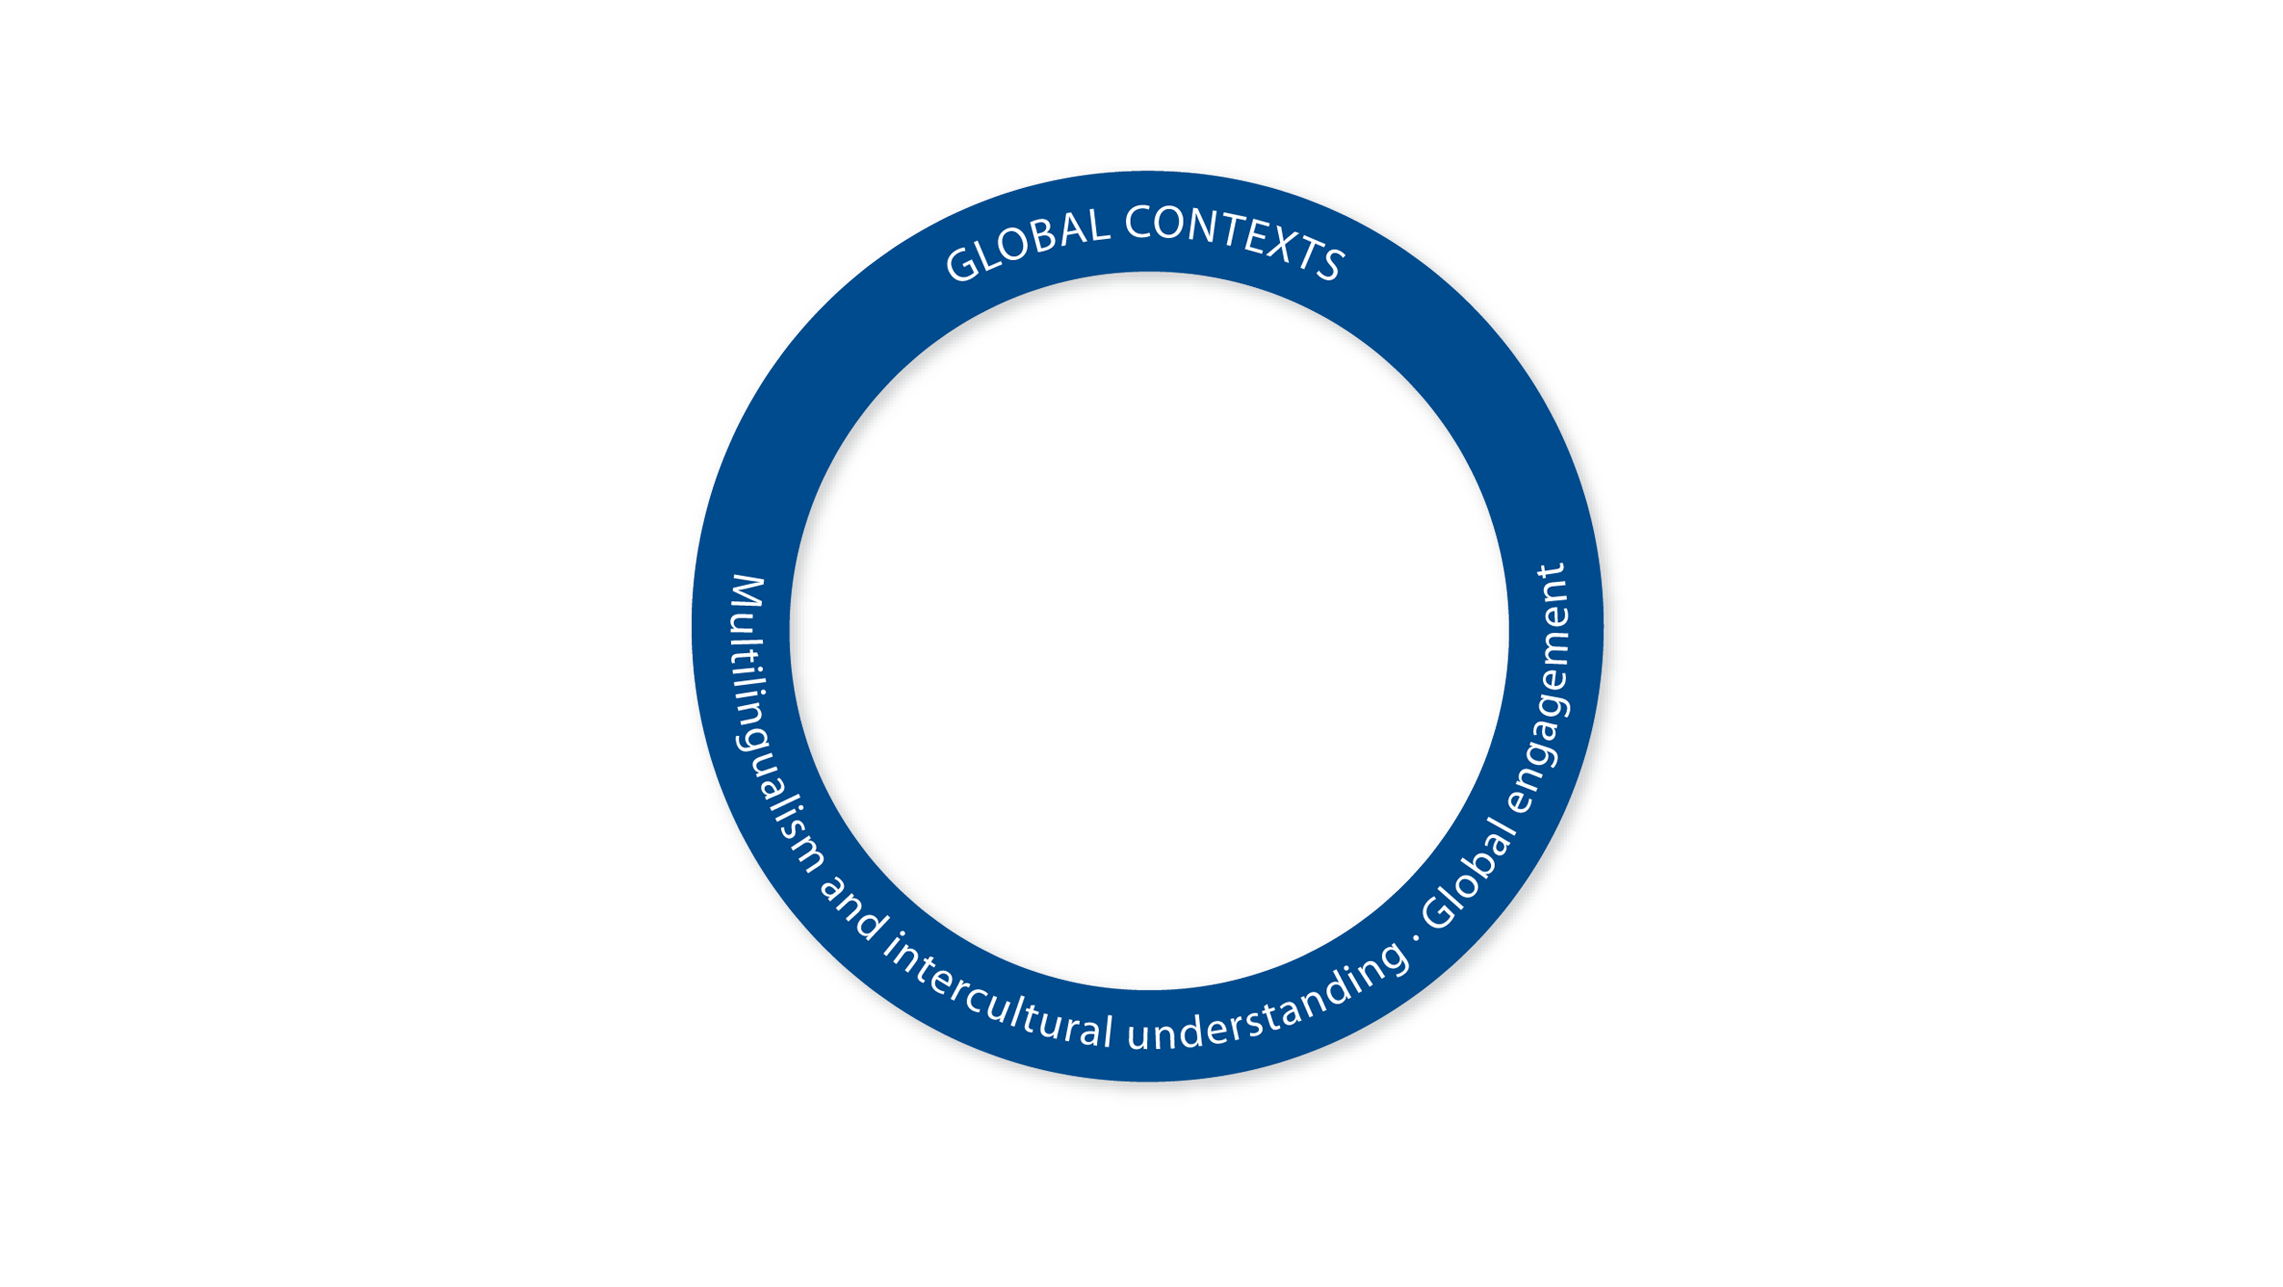 GLOBAL CONTEXTS
Multilingualism and intercultural understanding · Global engagement